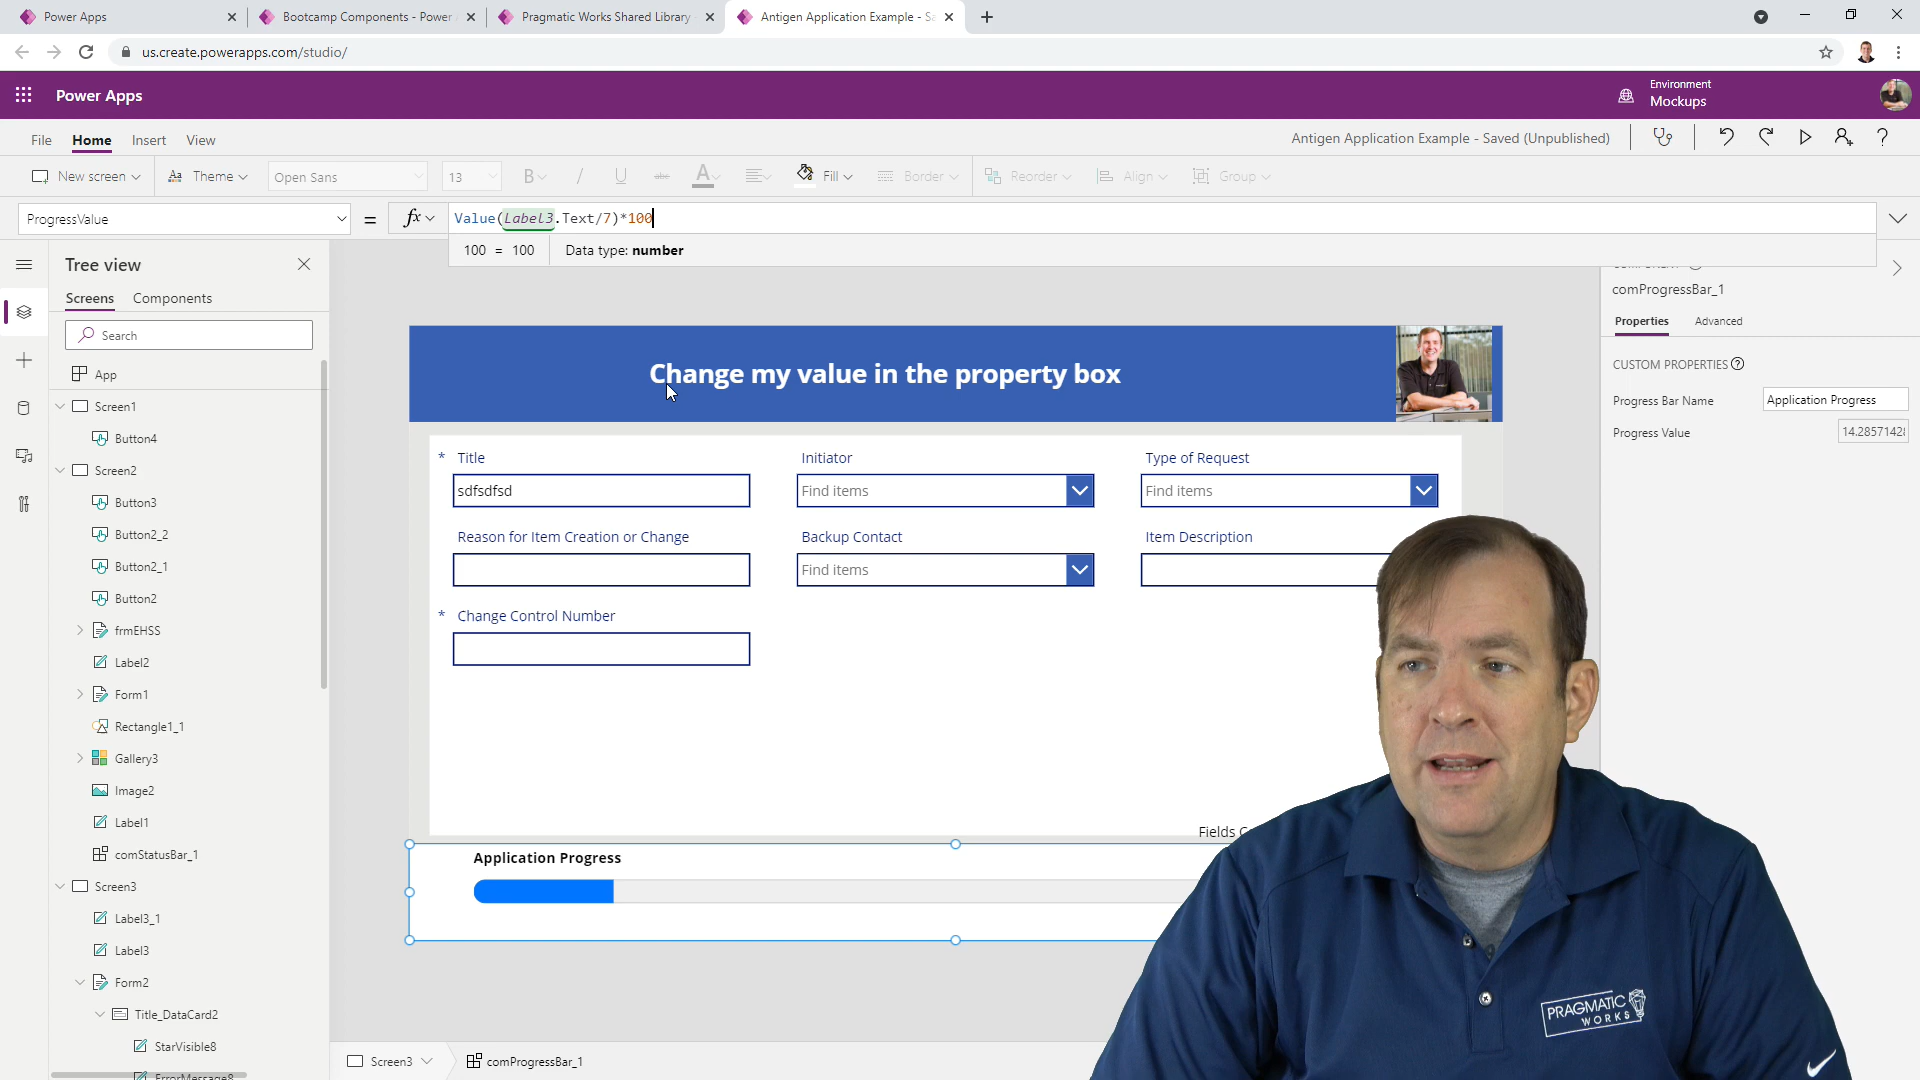 Power Apps
Bootcamp Components - Power
Pragmatic Works Shared Library
Antigen Application Example - Sa
us.create.powerapps.com/studio/
Power Apps
Environment
Mockups
File
Home
Insert
View
Antigen Application Example - Saved (Unpublished)
New screen
Theme
Open Sans
13
Fill
Border
Reorder
Align
Group
ProgressValue
=
fx
Value(Label3.Text/7)*100
100 = 100
Data type: number
Tree view
Screens
Components
Search
App
Screen1
Button4
Screen2
Button3
Button2_2
Button2_1
Button2
frmEHSS
Label2
Form1
Rectangle1_1
Gallery3
Image2
Label1
comStatusBar_1
Screen3
Label3_1
Label3
Form2
Title_DataCard2
StarVisible8
ErrorMessage8
Change my value in the property box
* Title
sdfsdfsd
Initiator
Find items
Type of Request
Find items
Reason for Item Creation or Change
Backup Contact
Find items
Item Description
* Change Control Number
Fields C
Application Progress
Screen3
comProgressBar_1
comProgressBar_1
Properties
Advanced
CUSTOM PROPERTIES
Progress Bar Name
Application Progress
Progress Value
14.2857142
PRAGMATIC
WORKS